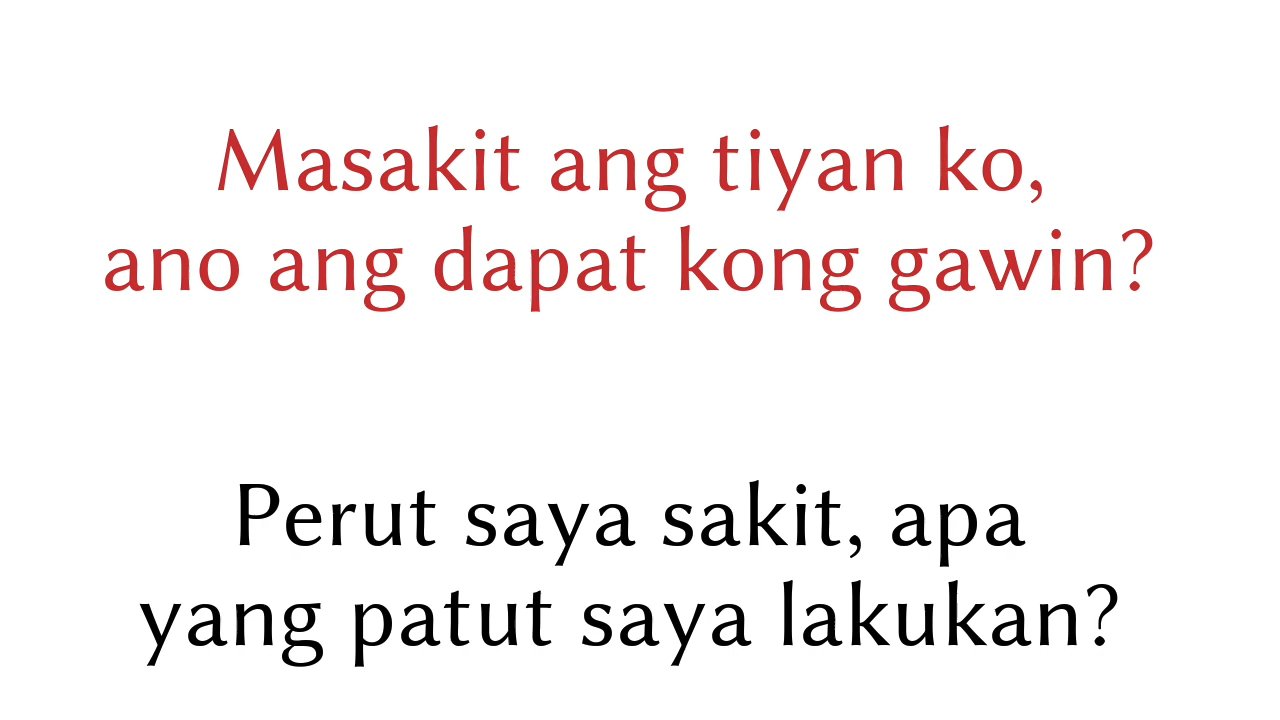 Masakit ang tiyan ko,
ano ang dapat kong gawin?
Perut saya sakit, apa
yang patut saya lakukan?